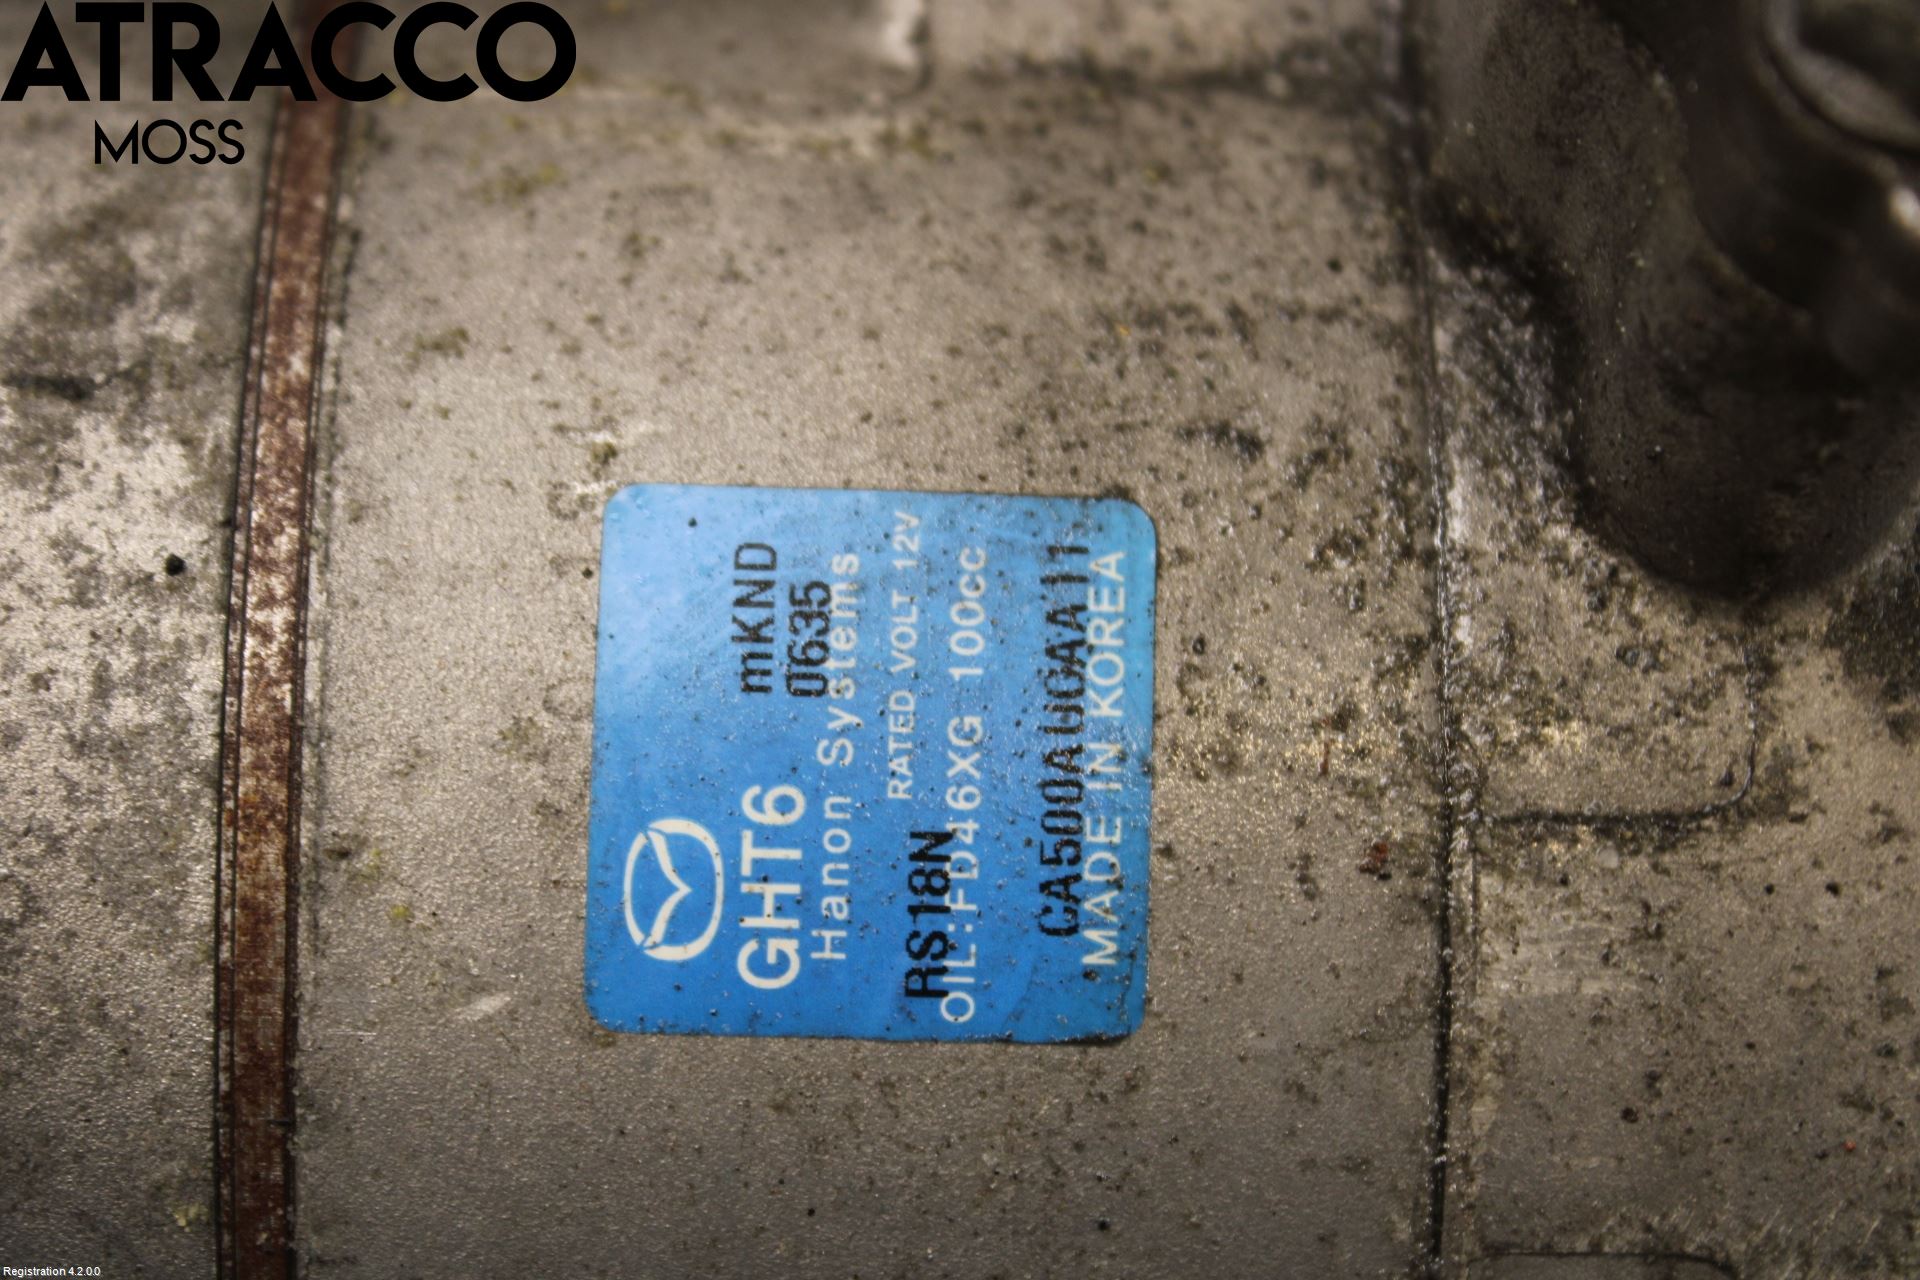 ATRACCO
MOSS
mKND
GHT6
0635
Hanon Systems
RATED VOLT 12V
RS18N
OIL:FD46XG 100cc
CA500AUGAA11
MADE IN KOREA
Registration 4.2.0.0